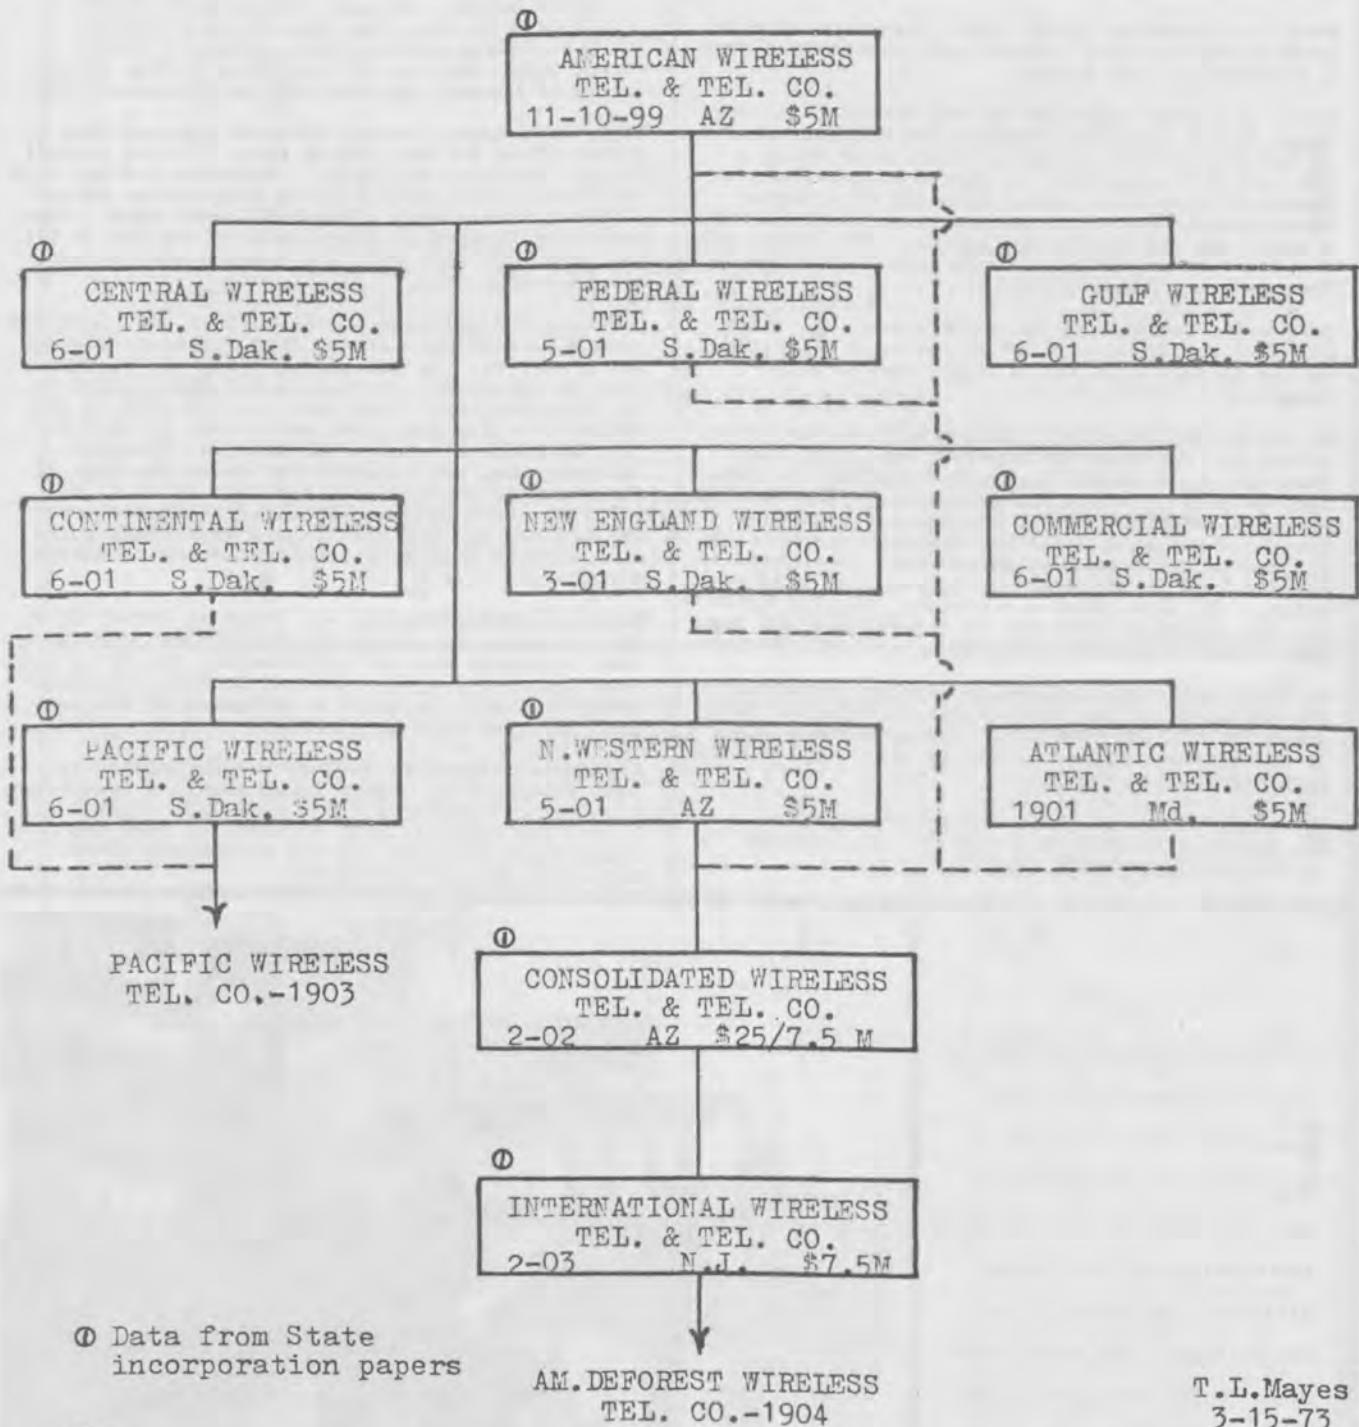 ①
AMERICAN WIRELESS
TEL. & TEL. CO.
11-10-99 AZ $5M
①
CENTRAL WIRELESS
TEL. & TEL. CO.
6-01 S.Dak. $5M
①
FEDERAL WIRELESS
TEL. & TEL. CO.
5-01 S.Dak. $5M
①
GULF WIRELESS
TEL. & TEL. CO.
6-01 S.Dak. $5M
①
CONTINENTAL WIRELESS
TEL. & TEL. CO.
6-01 S.Dak. $5M
①
NEW ENGLAND WIRELESS
TEL. & TEL. CO.
3-01 S.Dak. $5M
①
COMMERCIAL WIRELESS
TEL. & TEL. CO.
6-01 S.Dak. $5M
①
PACIFIC WIRELESS
TEL. & TEL. CO.
6-01 S.Dak. $5M
①
N.WESTERN WIRELESS
TEL. & TEL. CO.
5-01 AZ $5M
ATLANTIC WIRELESS
TEL. & TEL. CO.
1901 Md. $5M
PACIFIC WIRELESS
TEL. CO.-1903
①
CONSOLIDATED WIRELESS
TEL. & TEL. CO.
2-02 AZ $25/7.5 M
①
INTERNATIONAL WIRELESS
TEL. & TEL. CO.
2-03 N.J. $7.5M
① Data from State
incorporation papers
AM.DEFOREST WIRELESS
TEL. CO.-1904
T.L.Mayes
3-15-73